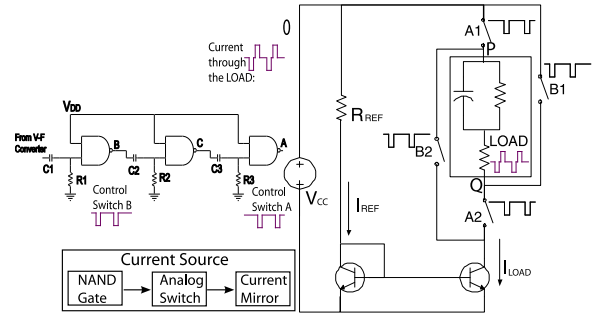 0
Current
through
the LOAD:
A1
P
B1
R REF
LOAD
B2
Q
A2
VDD
From V-F
Converter
B
C
A
C1
C2
C3
R1
R2
R3
Control
Switch B
Control
Switch A
VCC
IREF
ILOAD
Current Source
NAND
Gate
Analog
Switch
Current
Mirror